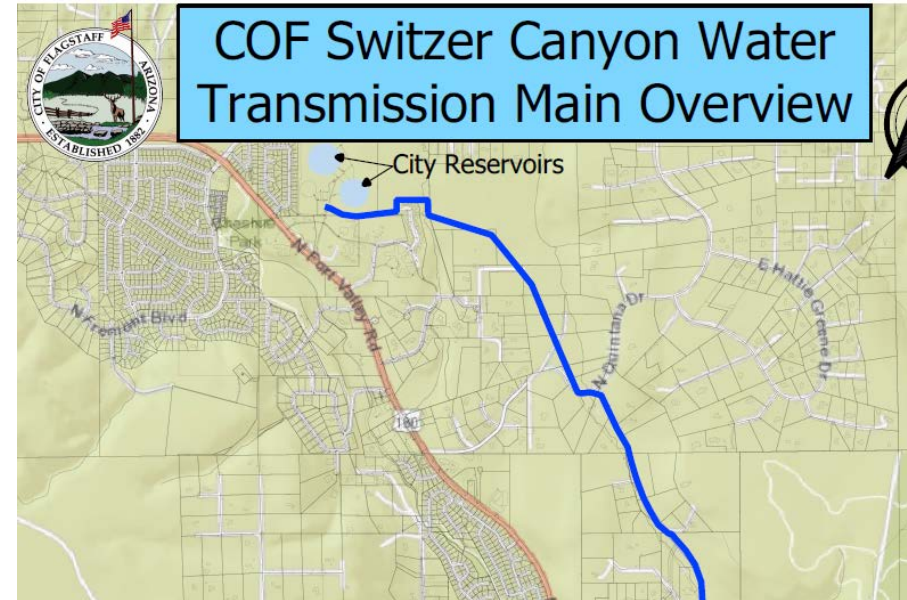 COF Switzer Canyon Water
Transmission Main Overview
CITY OF FLAGSTAFF
ARIZONA
ESTABLISHED 1882
City Reservoirs
Park
N Fort Valley Rd
N Fremont Blvd
N Quintana Dr
E Hattie Greene Dr
180